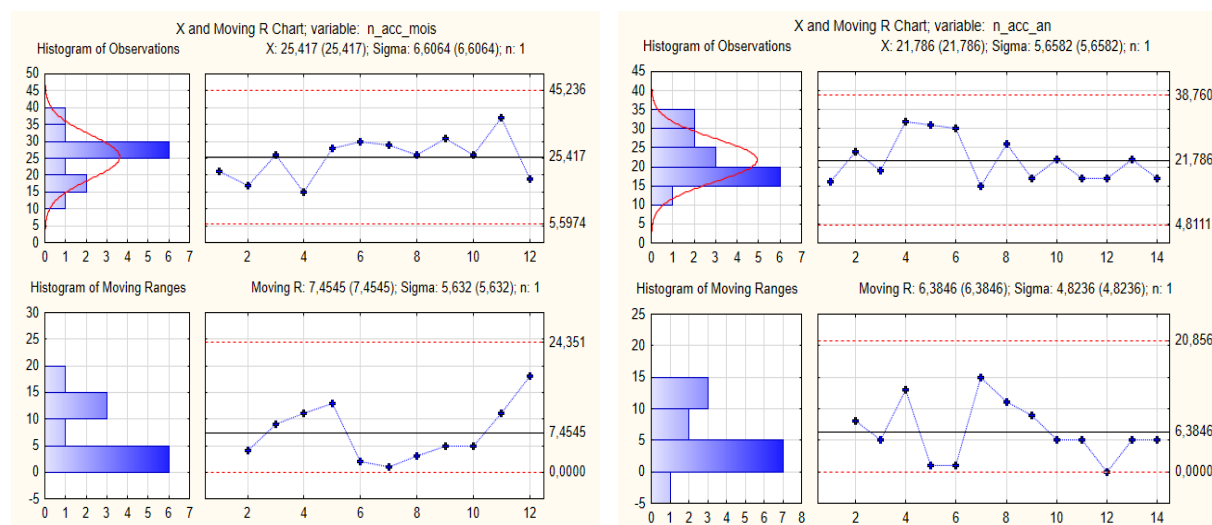 X and Moving R Chart; variable: n_acc_mois
Histogram of Observations
X: 25,417 (25,417); Sigma: 6,6064 (6,6064); n: 1
50
45
40
35
30
25
20
15
10
5
0
0 1 2 3 4 5 6 7
2 4 6 8 10 12
45,236
25,417
5,5974
Histogram of Moving Ranges
Moving R: 7,4545 (7,4545); Sigma: 5,632 (5,632); n: 1
30
25
20
15
10
5
0
-5
0 1 2 3 4 5 6 7
2 4 6 8 10 12
24,351
7,4545
0,0000
X and Moving R Chart; variable: n_acc_an
Histogram of Observations
X: 21,786 (21,786); Sigma: 5,6582 (5,6582); n: 1
45
40
35
30
25
20
15
10
5
0
0 1 2 3 4 5 6 7 8
2 4 6 8 10 12 14
38,760
21,786
4,8111
Histogram of Moving Ranges
Moving R: 6,3846 (6,3846); Sigma: 4,8236 (4,8236); n: 1
25
20
15
10
5
0
-5
0 1 2 3 4 5 6 7 8
2 4 6 8 10 12 14
20,856
6,3846
0,0000